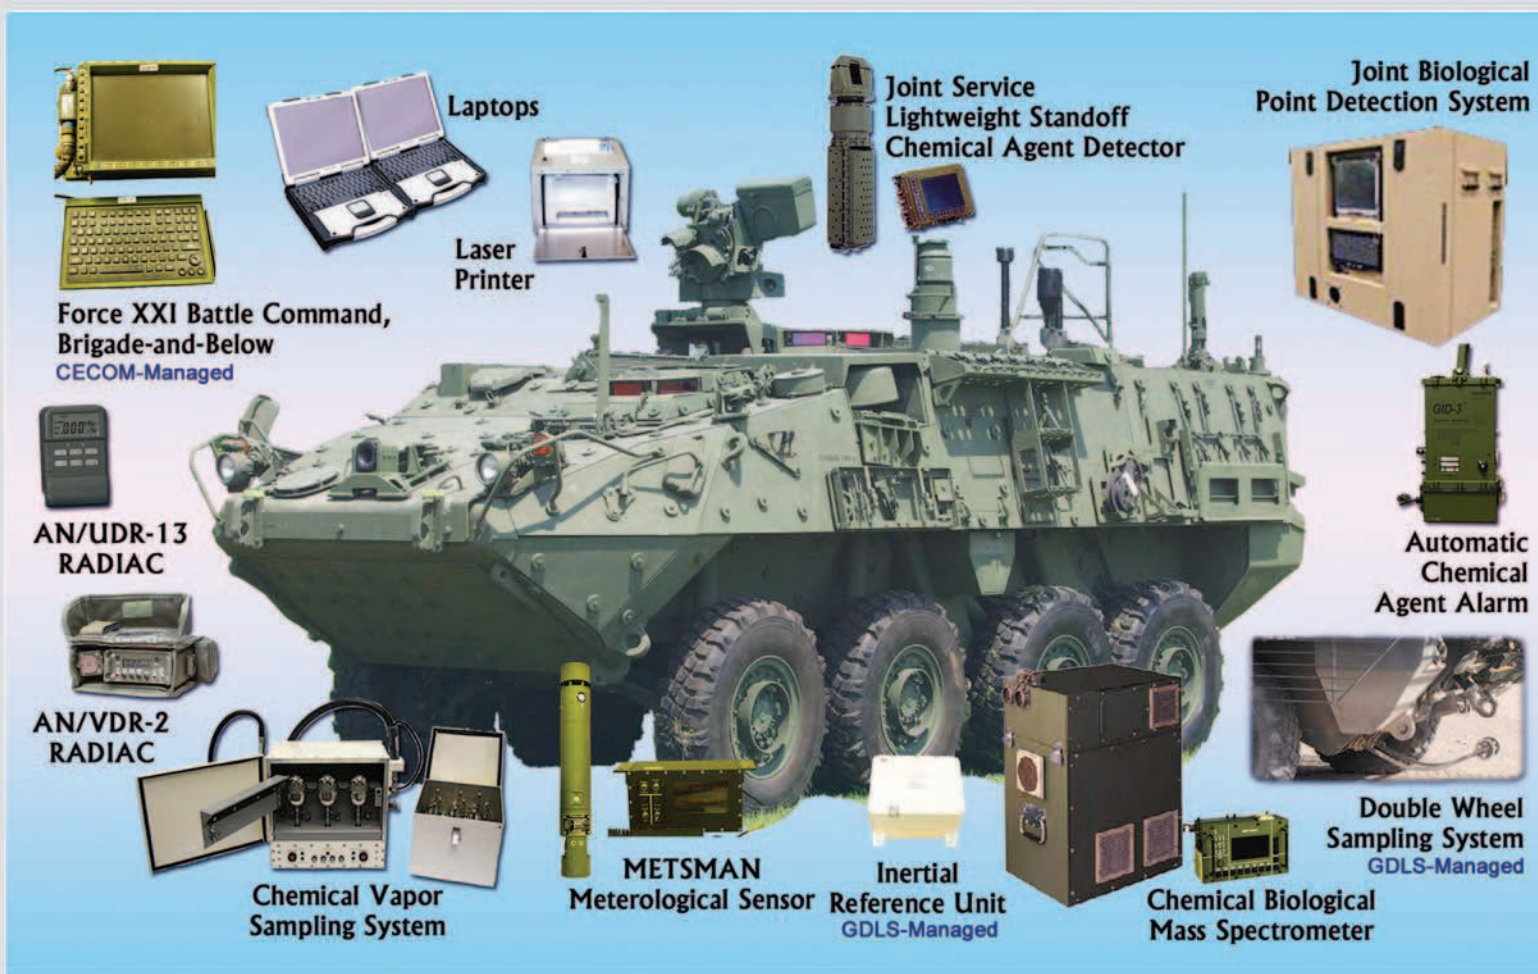 Laptops
Laser
Printer
Joint Service
Lightweight Standoff
Chemical Agent Detector
Joint Biological
Point Detection System
Force XXI Battle Command,
Brigade-and-Below
CECOM-Managed
AN/UDR-13
RADIAC
GID-3
Automatic
Chemical
Agent Alarm
AN/VDR-2
RADIAC
Chemical Vapor
Sampling System
METSMAN
Meterological Sensor
Inertial
Reference Unit
GDLS-Managed
Chemical Biological
Mass Spectrometer
Double Wheel
Sampling System
GDLS-Managed